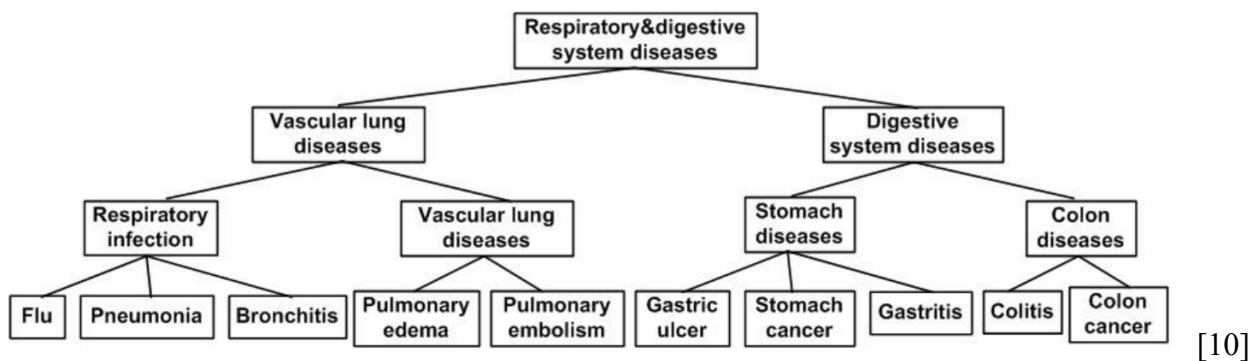 Respiratory&digestive
system diseases
Vascular lung
diseases
Digestive
system diseases
Respiratory
infection
Vascular lung
diseases
Stomach
diseases
Colon
diseases
Flu
Pneumonia
Bronchitis
Pulmonary
edema
Pulmonary
embolism
Gastric
ulcer
Stomach
cancer
Gastritis
Colitis
Colon
cancer
[10]